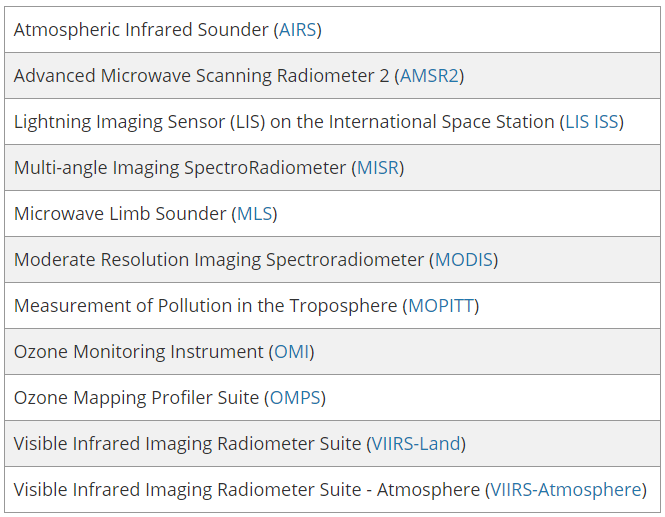 Atmospheric Infrared Sounder (AIRS)
Advanced Microwave Scanning Radiometer 2 (AMSR2)
Lightning Imaging Sensor (LIS) on the International Space Station (LIS ISS)
Multi-angle Imaging SpectroRadiometer (MISR)
Microwave Limb Sounder (MLS)
Moderate Resolution Imaging Spectroradiometer (MODIS)
Measurement of Pollution in the Troposphere (MOPITT)
Ozone Monitoring Instrument (OMI)
Ozone Mapping Profiler Suite (OMPS)
Visible Infrared Imaging Radiometer Suite (VIIRS-Land)
Visible Infrared Imaging Radiometer Suite - Atmosphere (VIIRS-Atmosphere)